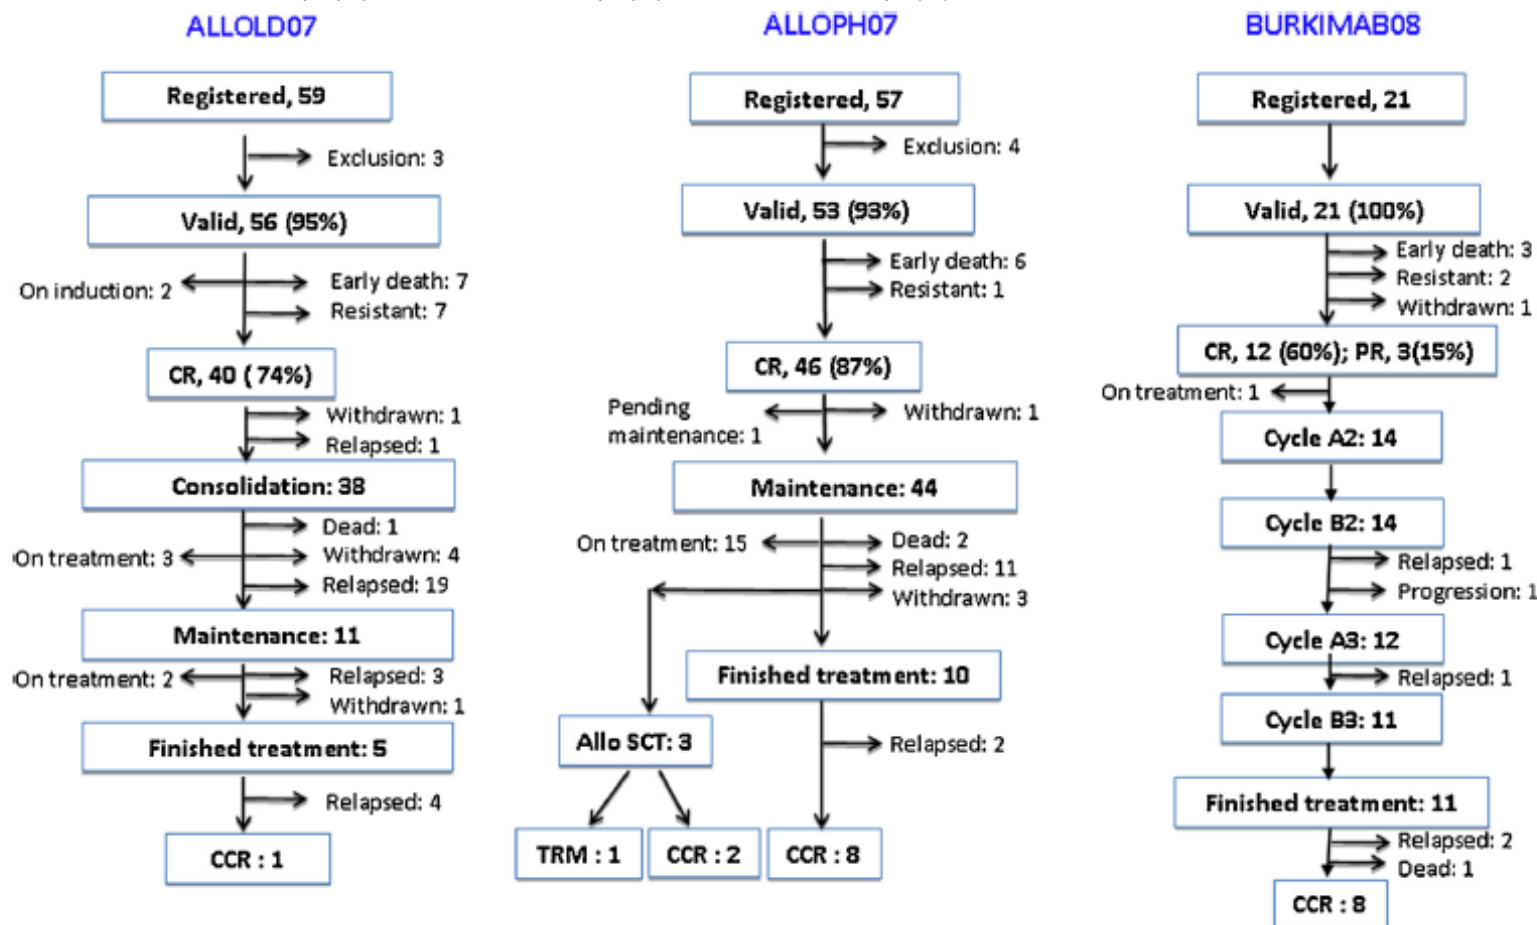 ALLOLD07
Registered, 59
Exclusion: 3
Valid, 56 (95%)
On induction: 2
Early death: 7
Resistant: 7
CR, 40 ( 74%)
Withdrawn: 1
Relapsed: 1
Consolidation: 38
Dead: 1
On treatment: 3
Withdrawn: 4
Relapsed: 19
Maintenance: 11
On treatment: 2
Relapsed: 3
Withdrawn: 1
Finished treatment: 5
Relapsed: 4
CCR : 1
ALLOPH07
Registered, 57
Exclusion: 4
Valid, 53 (93%)
Early death: 6
Resistant: 1
CR, 46 (87%)
Pending
maintenance: 1
Withdrawn: 1
Maintenance: 44
On treatment: 15
Dead: 2
Relapsed: 11
Withdrawn: 3
Finished treatment: 10
Allo SCT: 3
Relapsed: 2
TRM : 1
CCR : 2
CCR : 8
BURKIMAB08
Registered, 21
Valid, 21 (100%)
Early death: 3
Resistant: 2
Withdrawn: 1
CR, 12 (60%); PR, 3(15%)
On treatment: 1
Cycle A2: 14
Cycle B2: 14
Relapsed: 1
Progression: 1
Cycle A3: 12
Relapsed: 1
Cycle B3: 11
Finished treatment: 11
Relapsed: 2
Dead: 1
CCR : 8